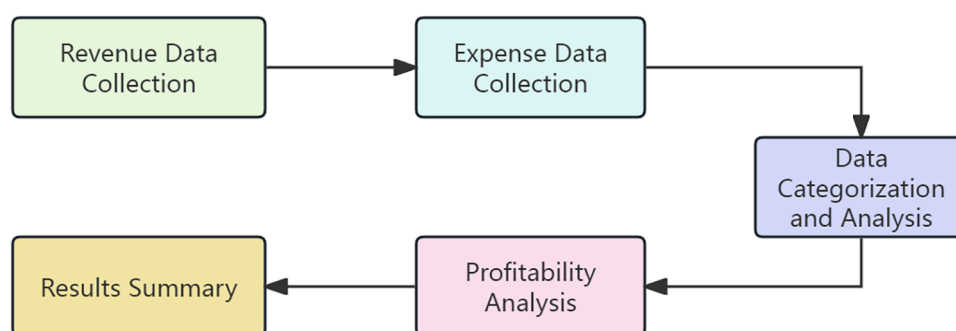 Revenue Data
Collection
Expense Data
Collection
Data
Categorization
and Analysis
Profitability
Analysis
Results Summary